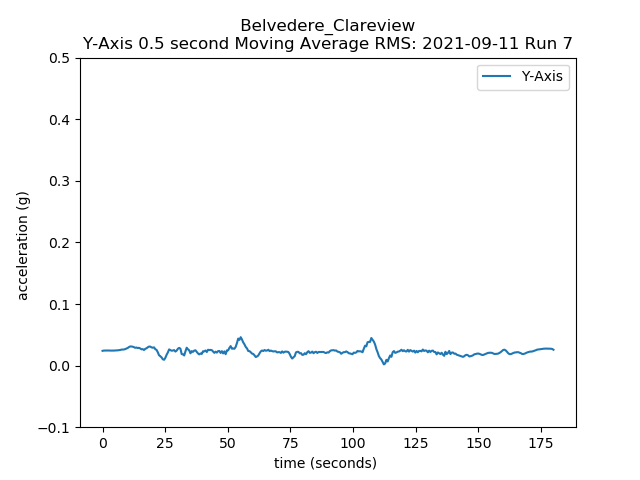 Belvedere_Clareview
Y-Axis 0.5 second Moving Average RMS: 2021-09-11 Run 7
Y-Axis
acceleration (g)
0.5
0.4
0.3
0.2
0.1
0.0
−0.1
0 25 50 75 100 125 150 175
time (seconds)